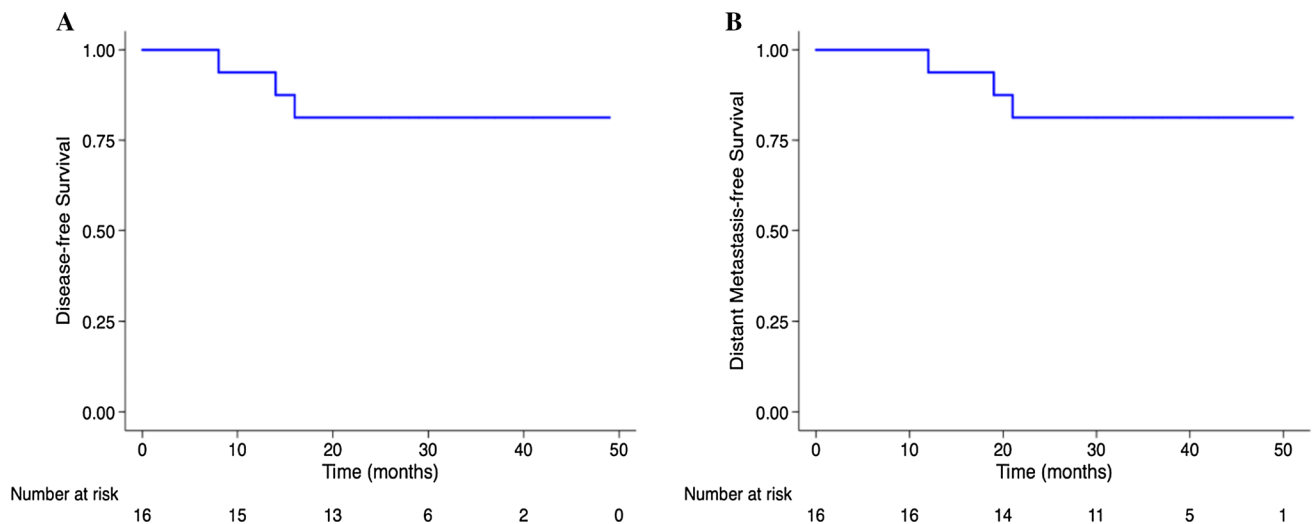 A
Disease-free Survival
1.00
0.75
0.50
0.25
0.00
0 10 20 30 40 50
Time (months)
Number at risk
16 15 13 6 2 0
B
Distant Metastasis-free Survival
1.00
0.75
0.50
0.25
0.00
0 10 20 30 40 50
Time (months)
Number at risk
16 16 14 11 5 1